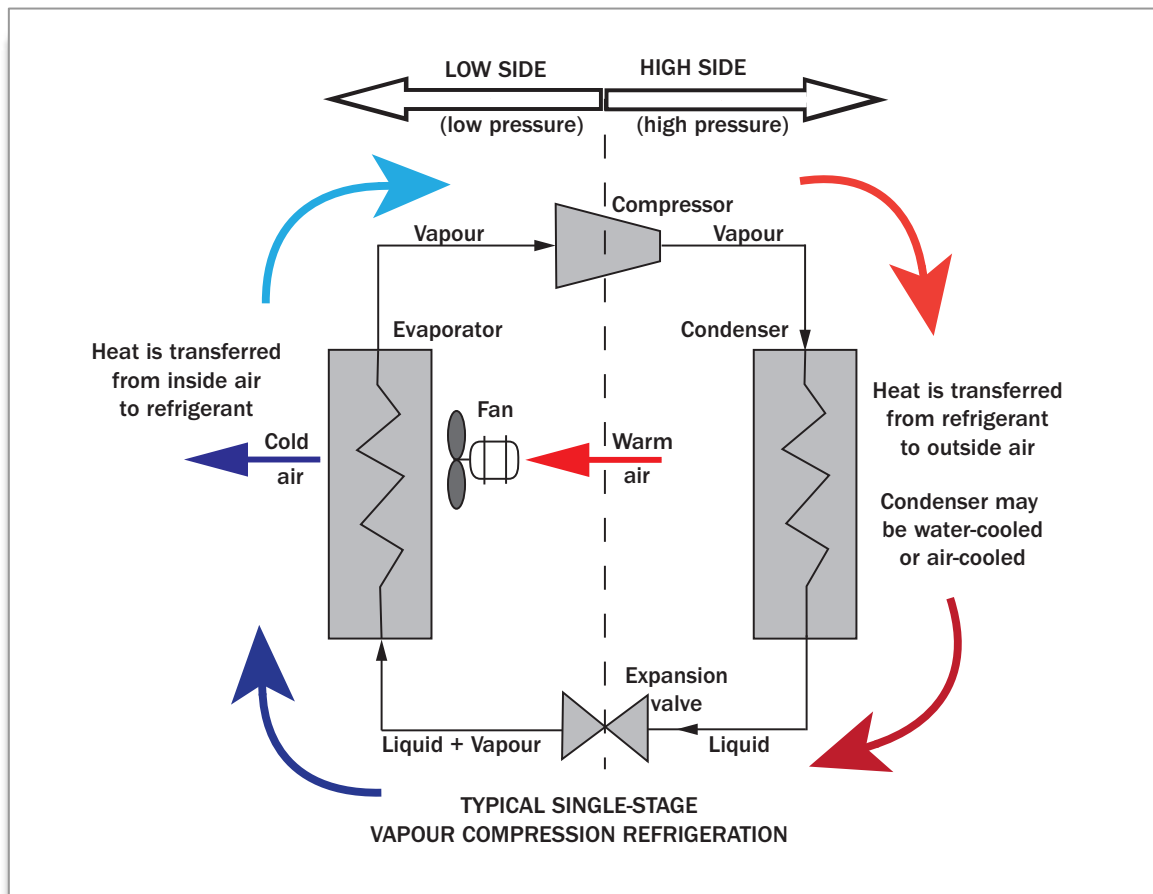 LOW SIDE
HIGH SIDE
(low pressure)
(high pressure)
Compressor
Vapour
Vapour
Evaporator
Condenser
Heat is transferred
from inside air
to refrigerant
Fan
Cold
air
Warm
air
Heat is transferred
from refrigerant
to outside air
Condenser may
be water-cooled
or air-cooled
Expansion
valve
Liquid + Vapour
Liquid
TYPICAL SINGLE-STAGE
VAPOUR COMPRESSION REFRIGERATION